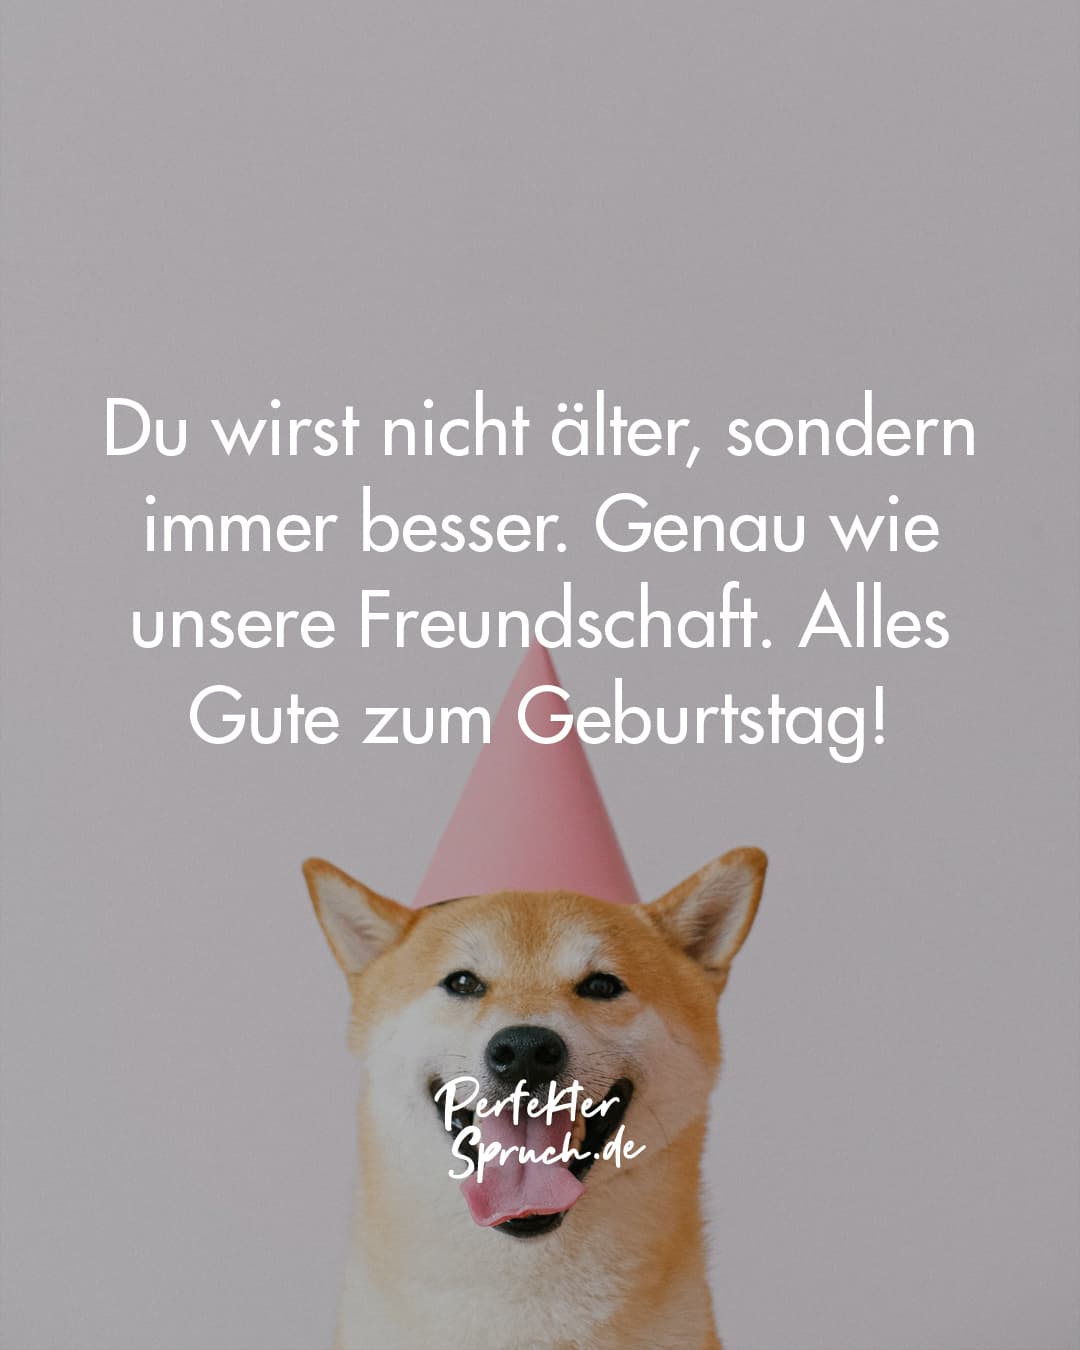 Du wirst nicht älter, sondern
immer besser. Genau wie
unsere Freundschaft. Alles
Gute zum Geburtstag!
Perfekter
Spruch.de